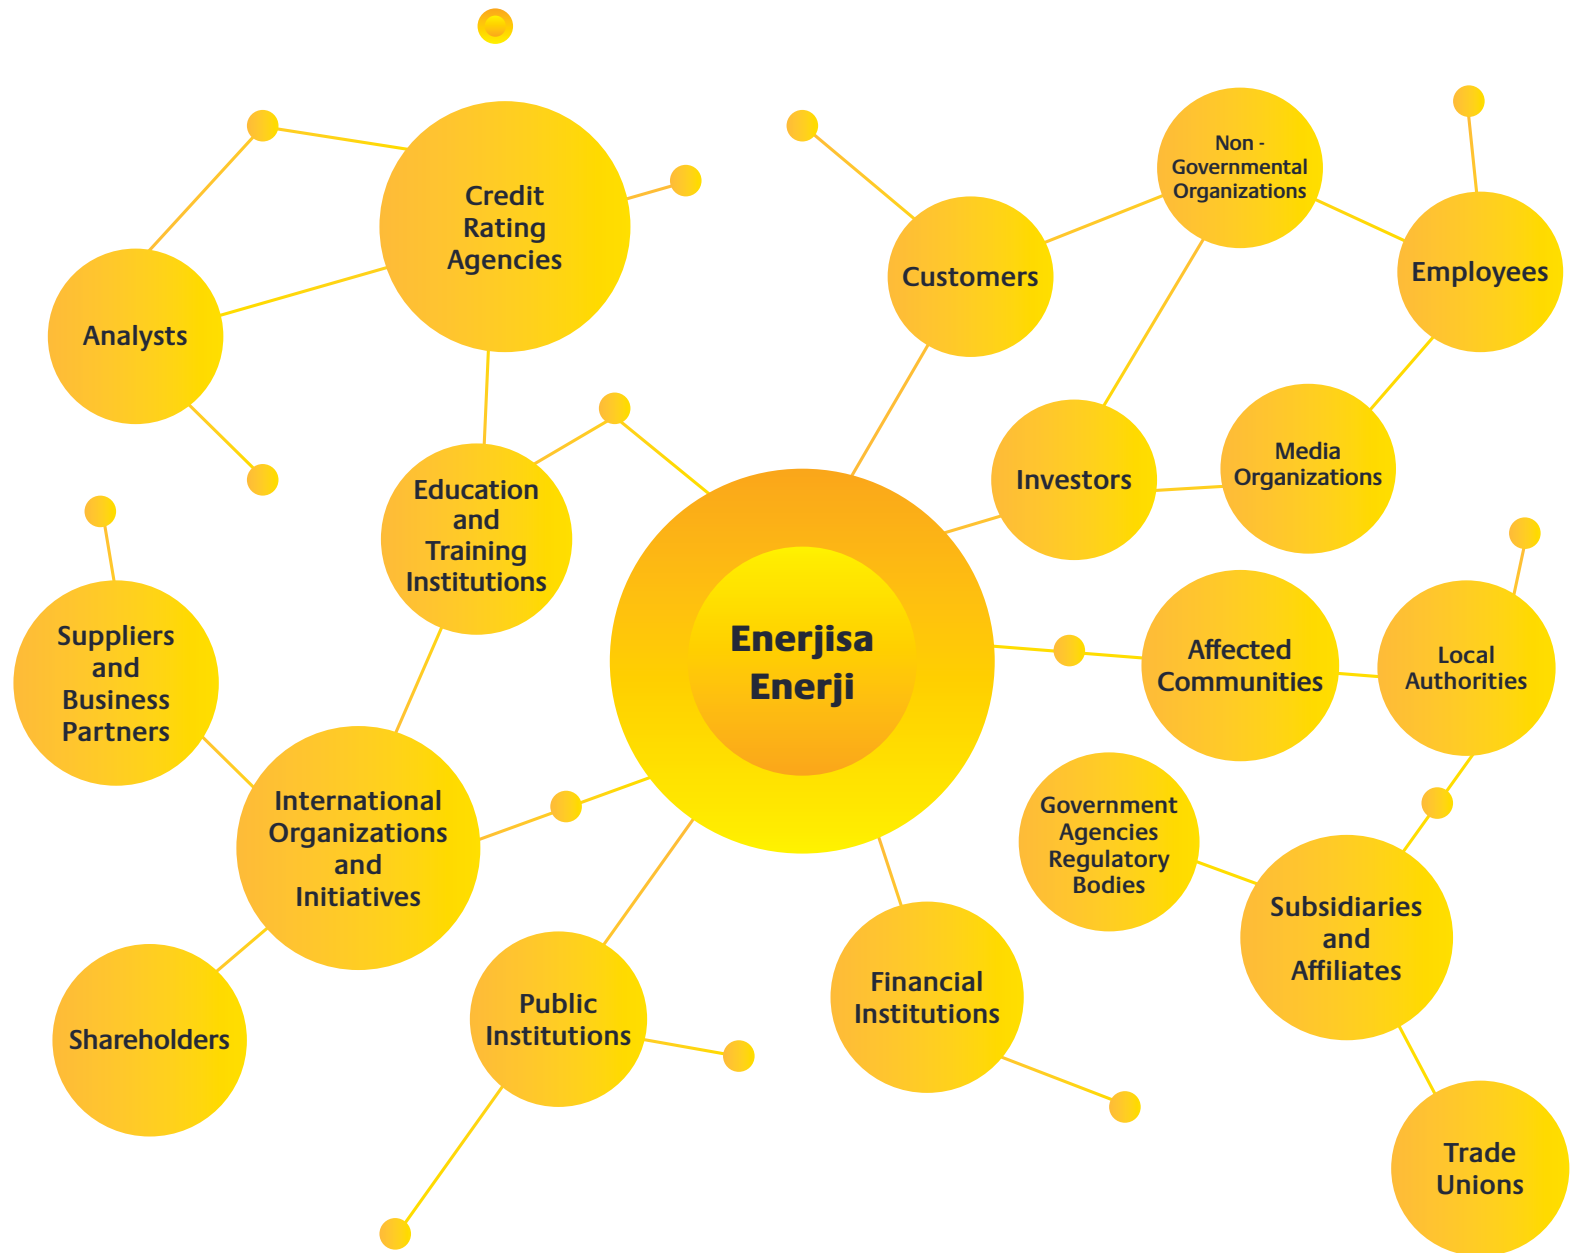 Credit
Rating
Agencies
Analysts
Non -
Governmental
Organizations
Customers
Employees
Investors
Media
Organizations
Education
and
Training
Institutions
Suppliers
and
Business
Partners
Enerjisa
Enerji
Affected
Communities
Local
Authorities
International
Organizations
and
Initiatives
Government
Agencies
Regulatory
Bodies
Subsidiaries
and
Affiliates
Shareholders
Public
Institutions
Financial
Institutions
Trade
Unions